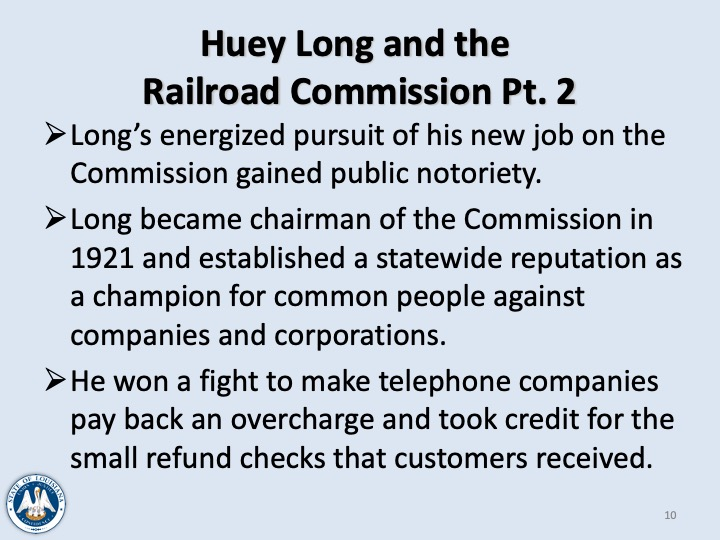 Huey Long and the
Railroad Commission Pt. 2
➢Long’s energized pursuit of his new job on the
Commission gained public notoriety.
➢Long became chairman of the Commission in
1921 and established a statewide reputation as
a champion for common people against
companies and corporations.
➢He won a fight to make telephone companies
pay back an overcharge and took credit for the
small refund checks that customers received.
STATE OF LOUISIANA
10